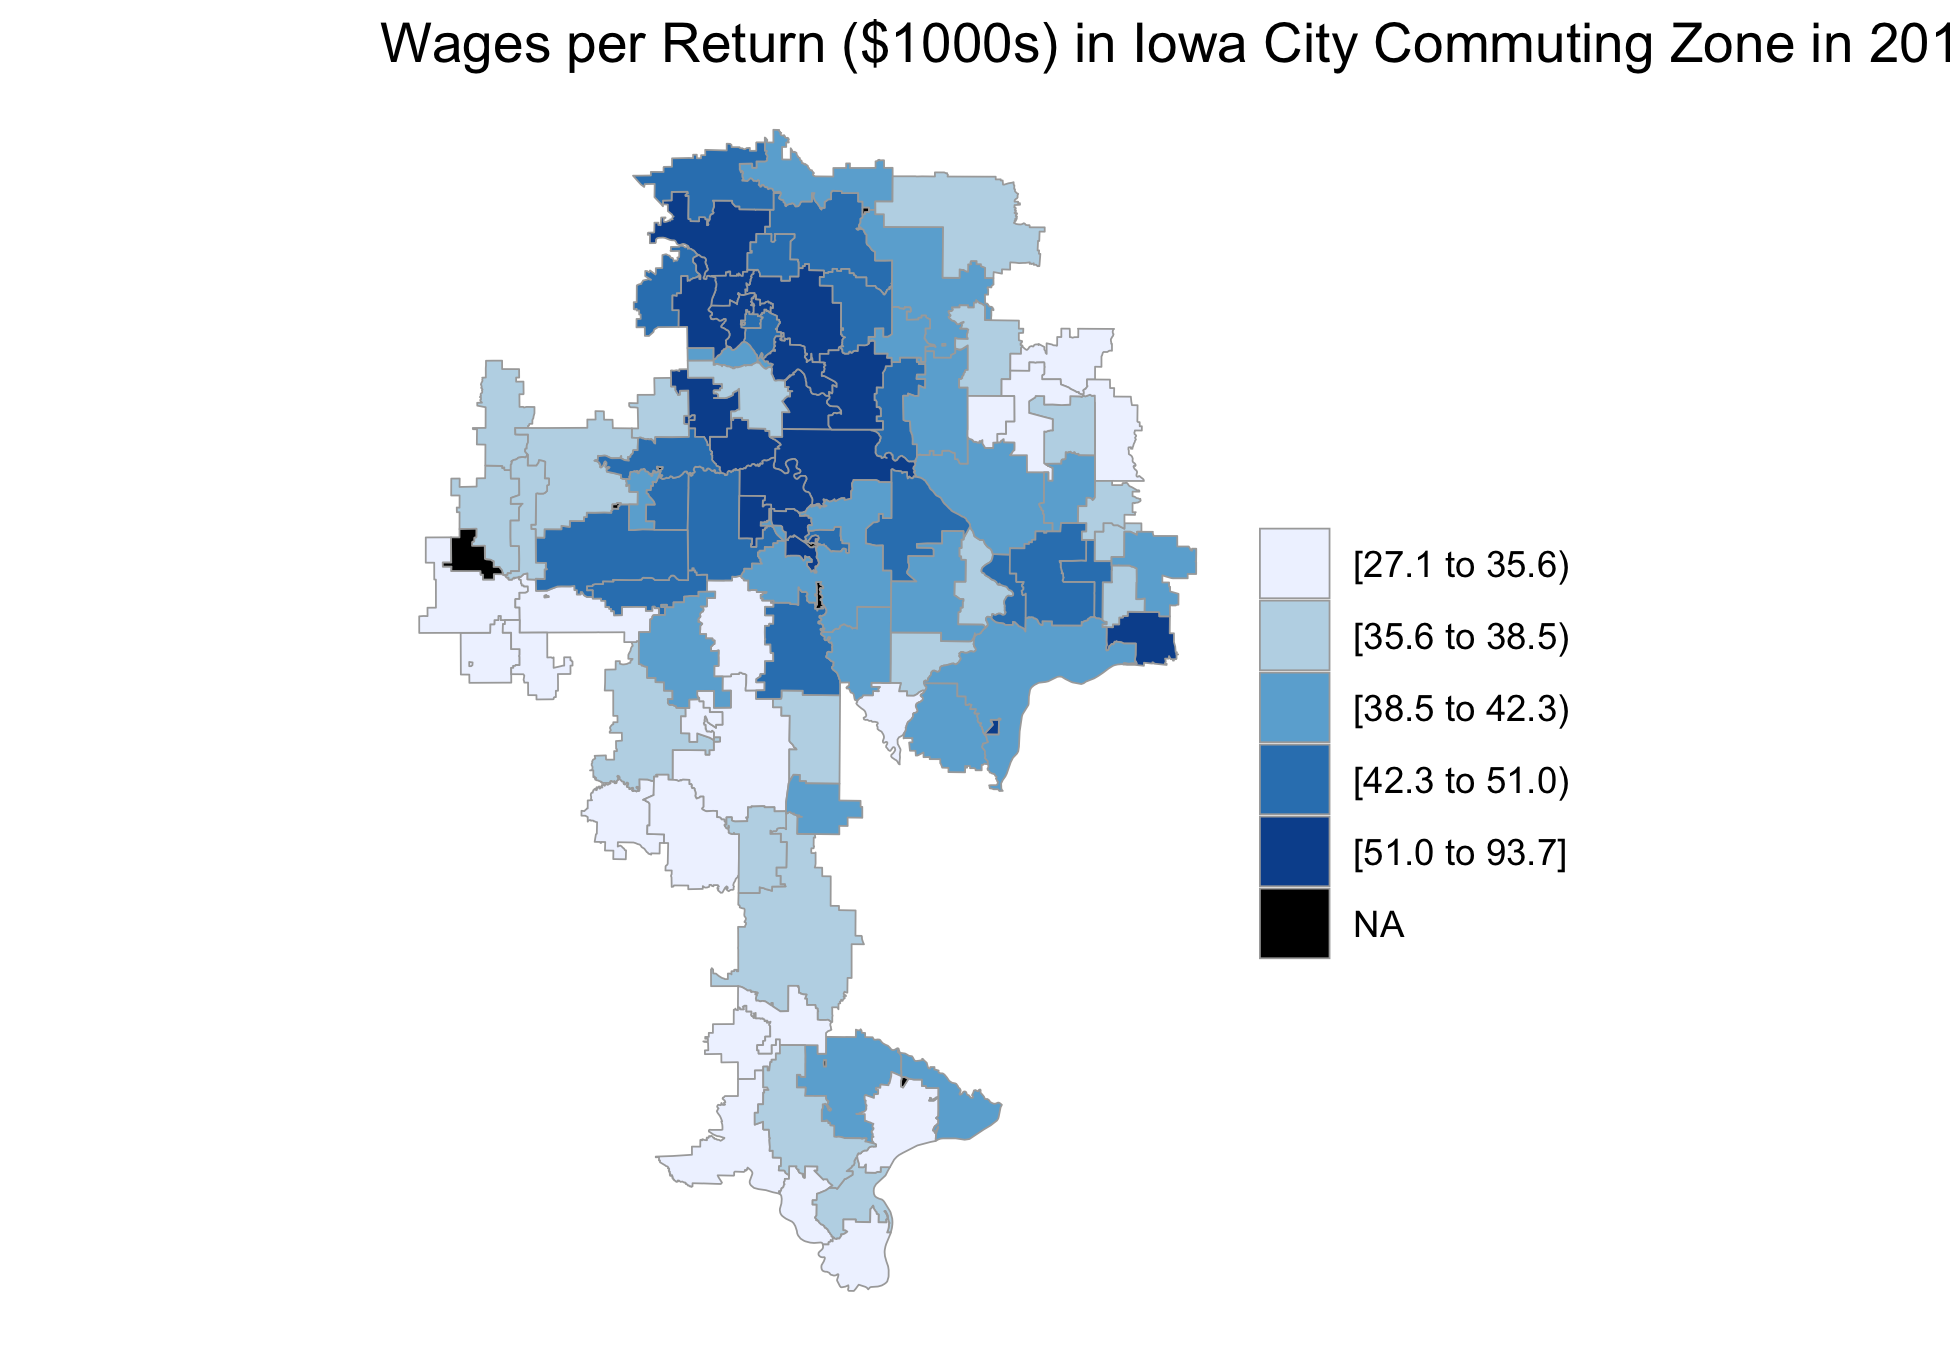 Wages per Return ($1000s) in Iowa City Commuting Zone in 201
[27.1 to 35.6)
[35.6 to 38.5)
[38.5 to 42.3)
[42.3 to 51.0)
[51.0 to 93.7]
NA